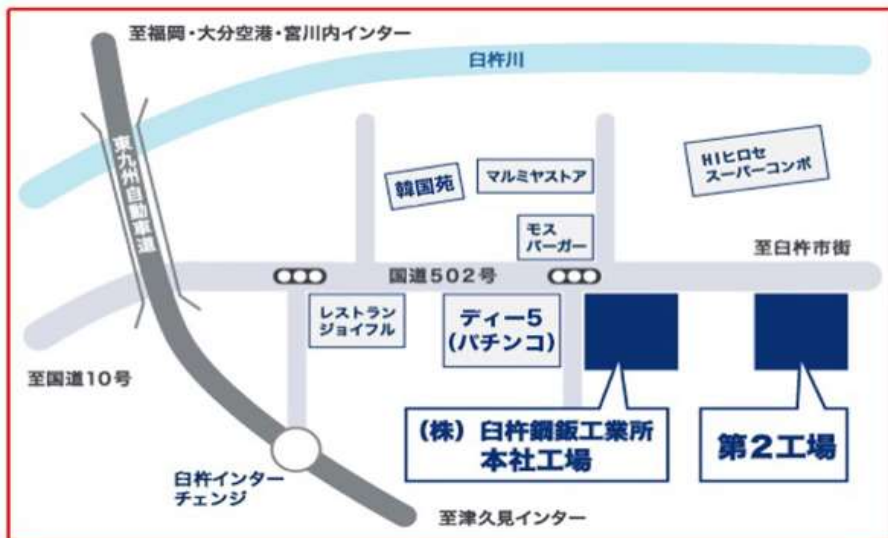 至福岡・大分空港・宮川内インター
臼杵川
東九州自動車道
韓国苑
マルミヤストア
HIヒロセ
スーパーコンボ
モス
バーガー
至臼杵市街
国道502号
レストラン
ジョイフル
ディー5
(パチンコ)
至国道10号
(株)臼杵鋼鈑工業所
本社工場
第2工場
臼杵インター
チェンジ
至津久見インター